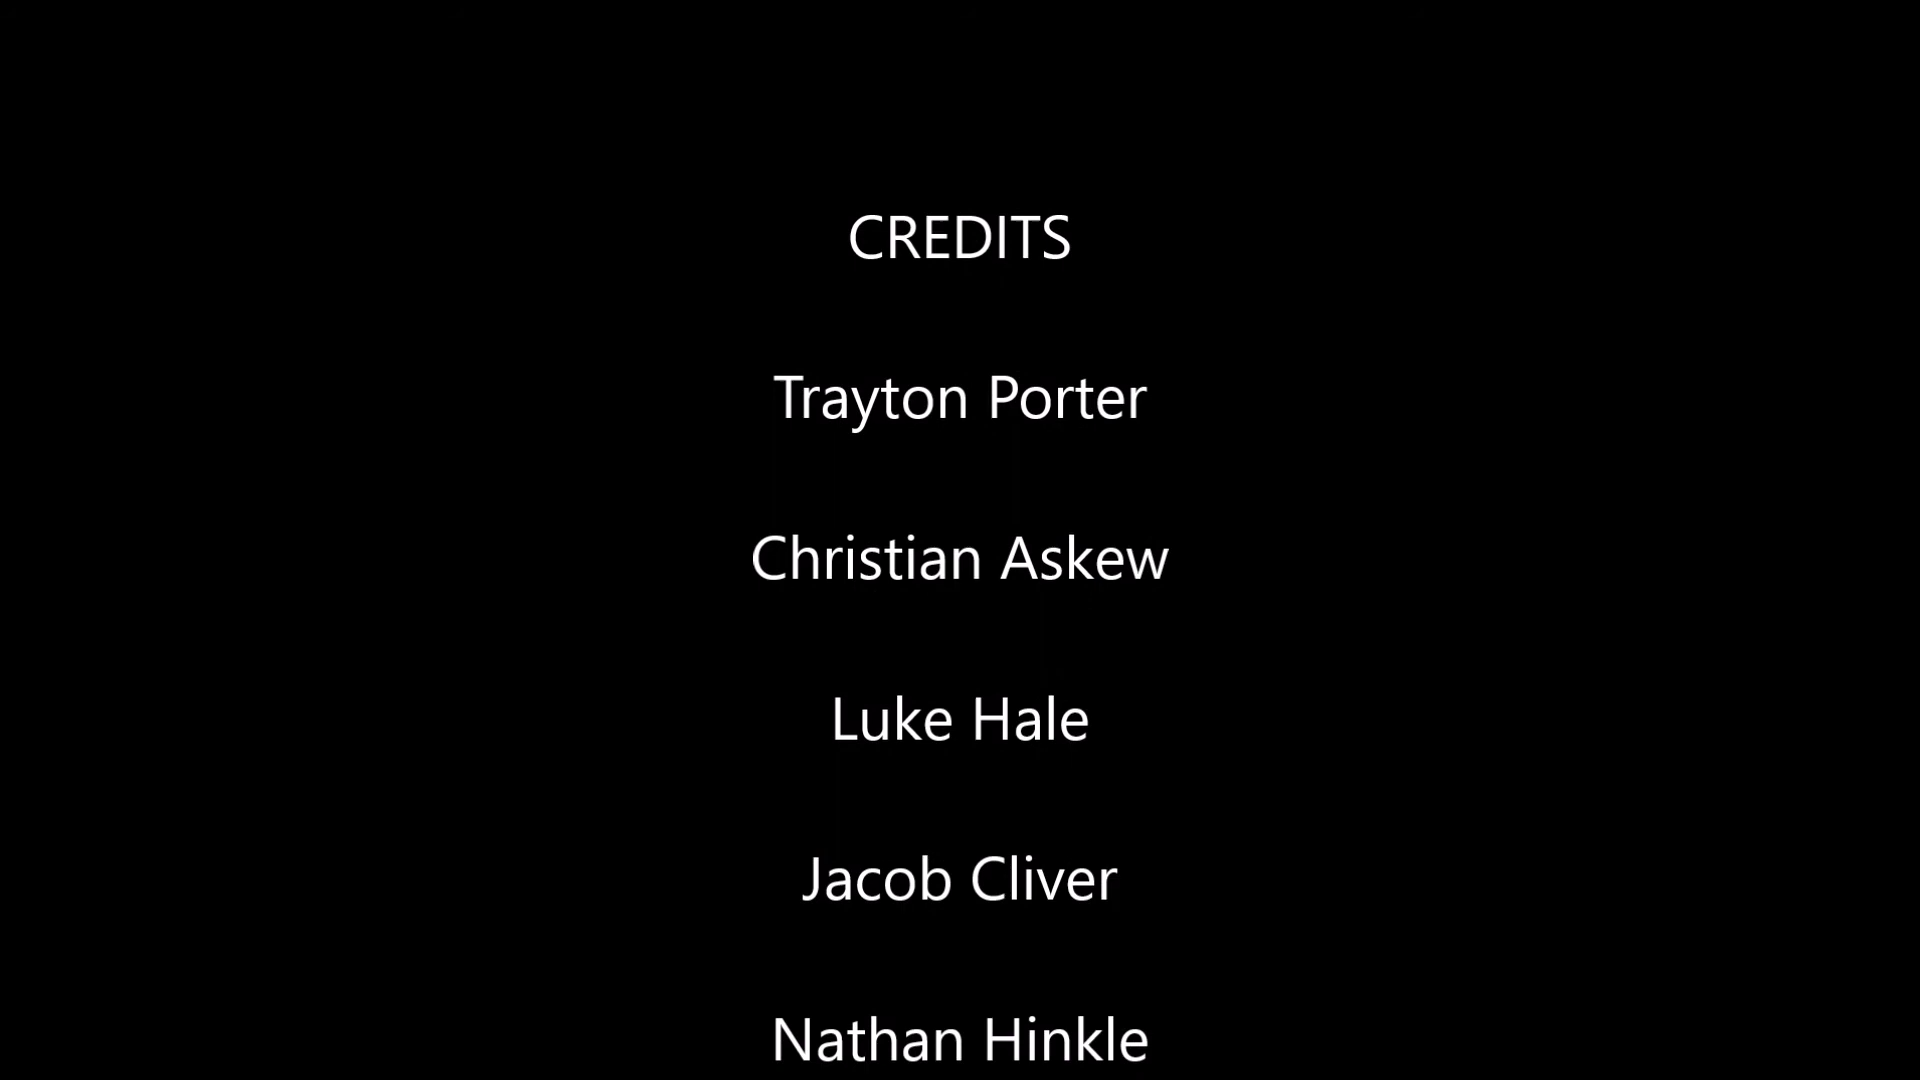 CREDITS
Trayton Porter
Christian Askew
Luke Hale
Jacob Cliver
Nathan Hinkle